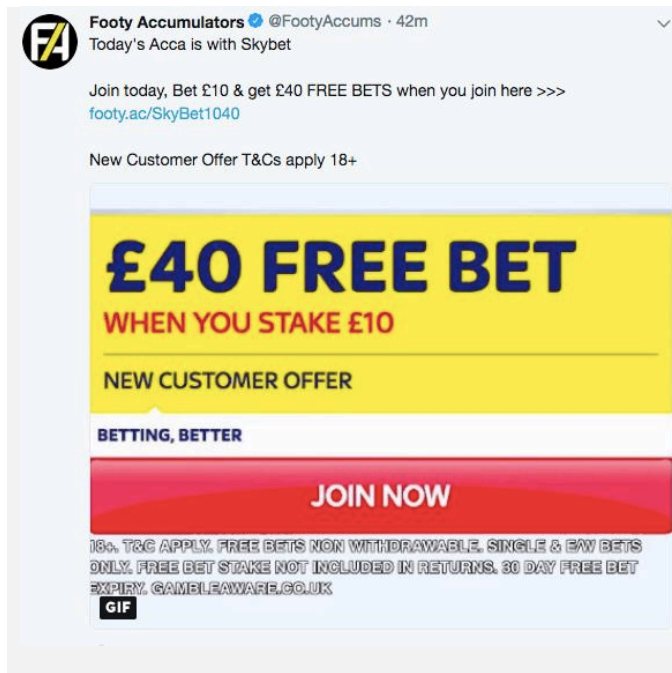 FA
Footy Accumulators @FootyAccums · 42m
Today's Acca is with Skybet
Join today, Bet £10 & get £40 FREE BETS when you join here >>>
footy.ac/SkyBet1040
New Customer Offer T&Cs apply 18+
£40 FREE BET
WHEN YOU STAKE £10
NEW CUSTOMER OFFER
BETTING, BETTER
JOIN NOW
18+. T&C APPLY. FREE BETS NON WITHDRAWABLE. SINGLE & E/W BETS
ONLY. FREE BET STAKE NOT INCLUDED IN RETURNS. 30 DAY FREE BET
EXPIRY. GAMBLEAWARE.CO.UK
GIF